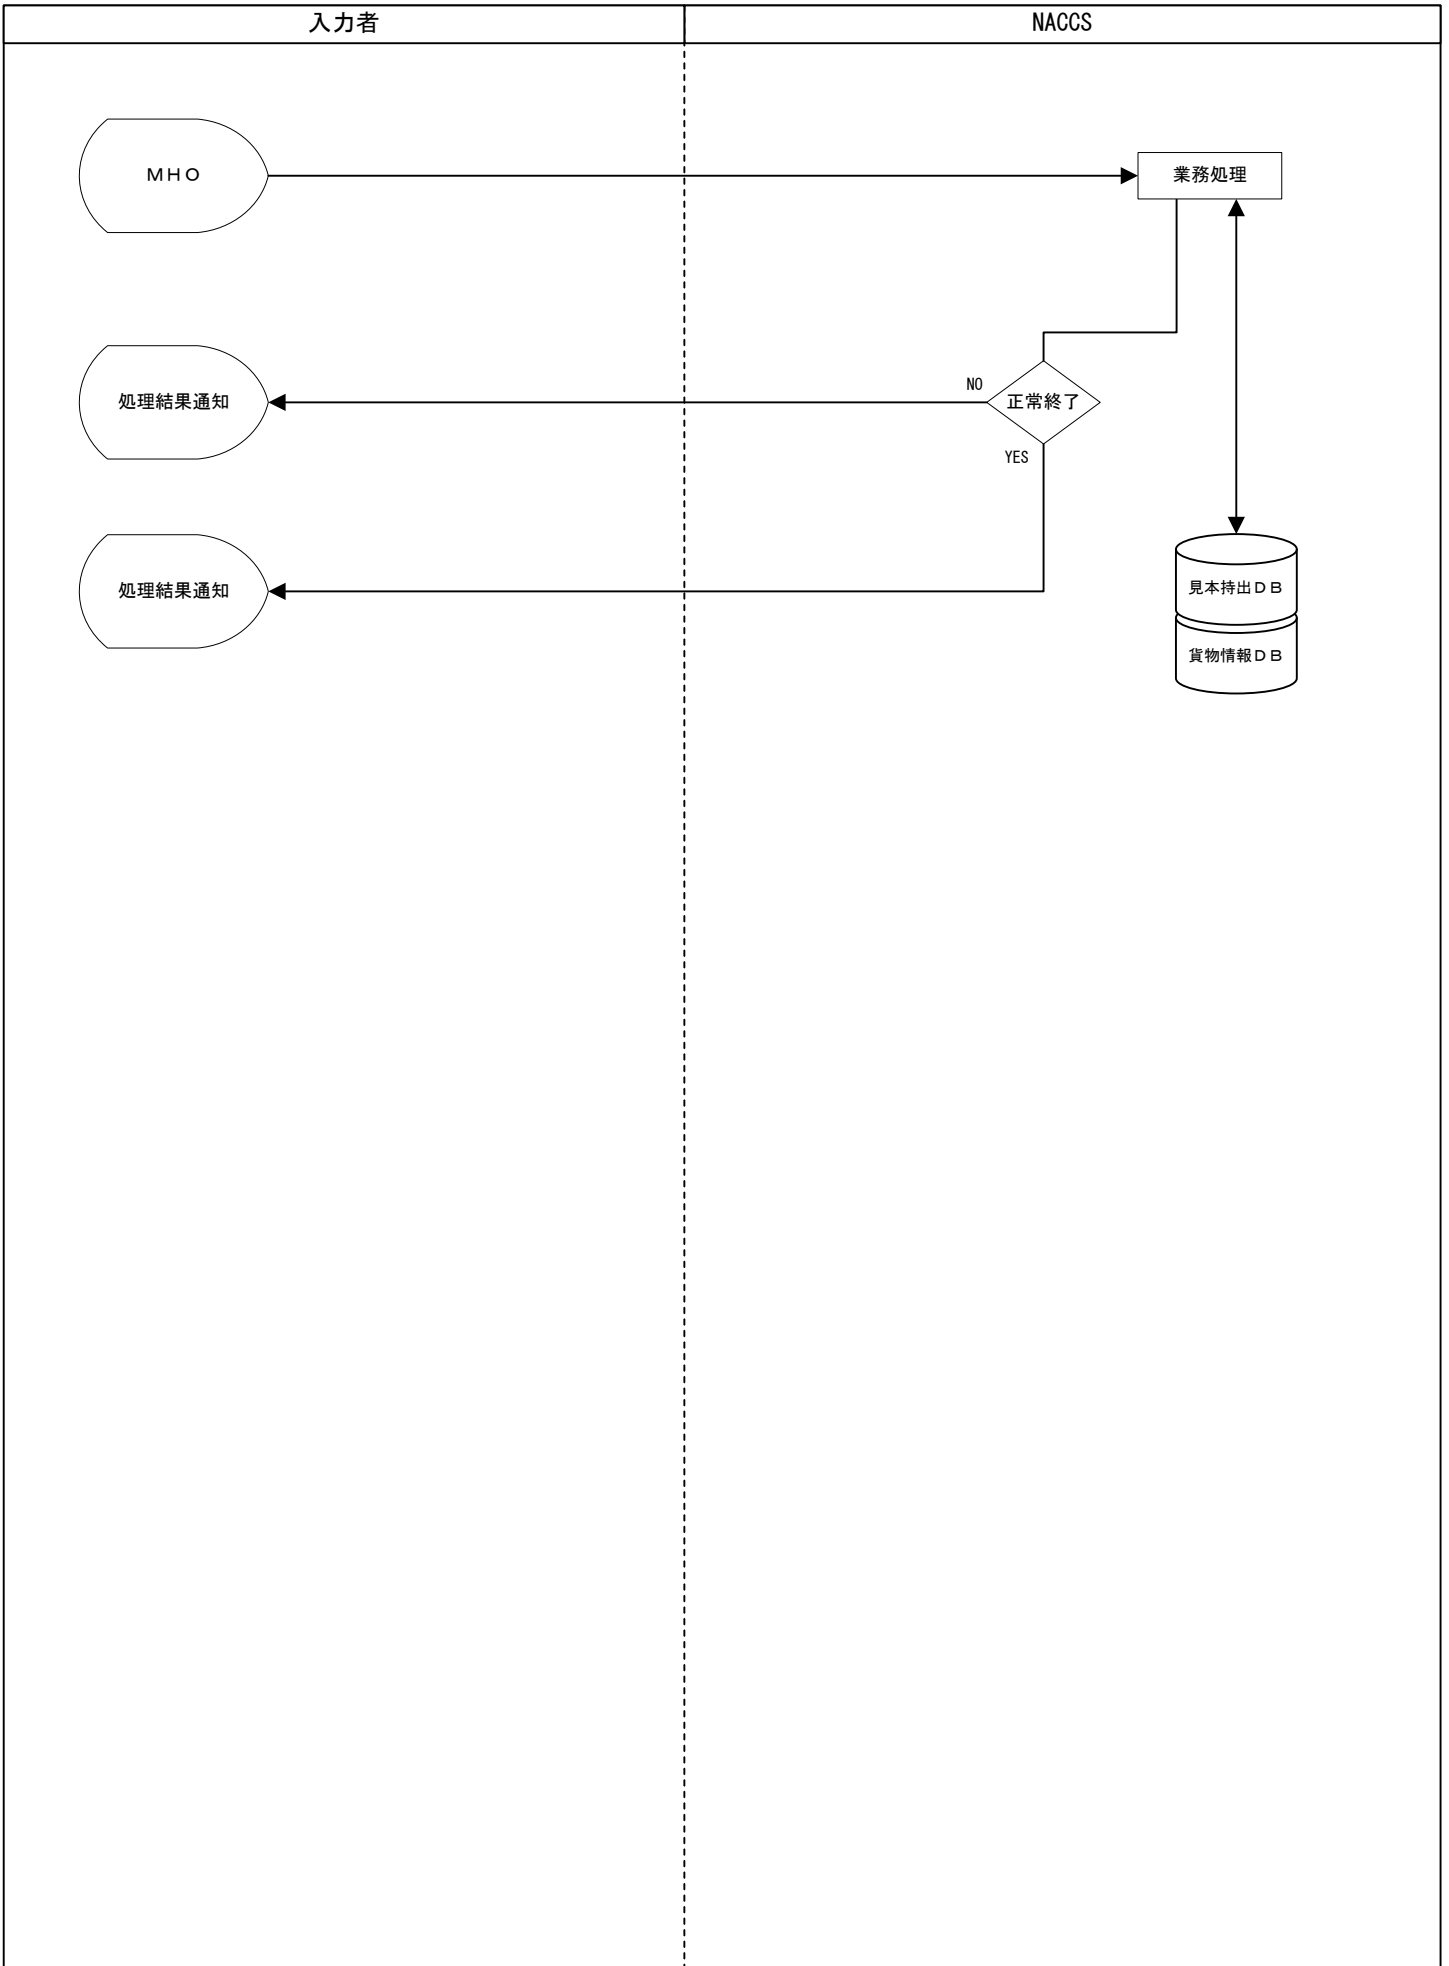 入力者
NACCS
ＭＨＯ
業務処理
処理結果通知
NO
正常終了
YES
処理結果通知
見本持出ＤＢ
貨物情報ＤＢ